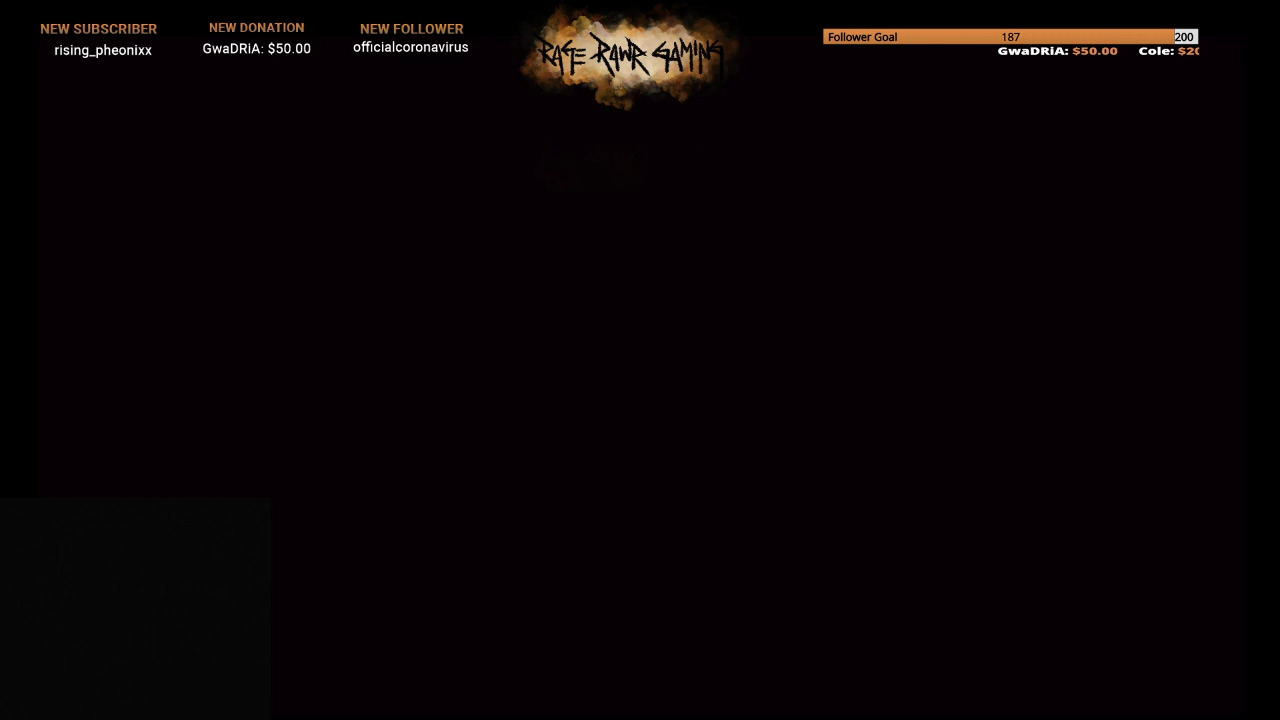 NEW SUBSCRIBER
rising_pheonixx
NEW DONATION
GwaDRiA: $50.00
NEW FOLLOWER
officialcoronavirus
RAGE RAWR GAMING
Follower Goal 187 200
GwaDRiA: $50.00 Cole: $20